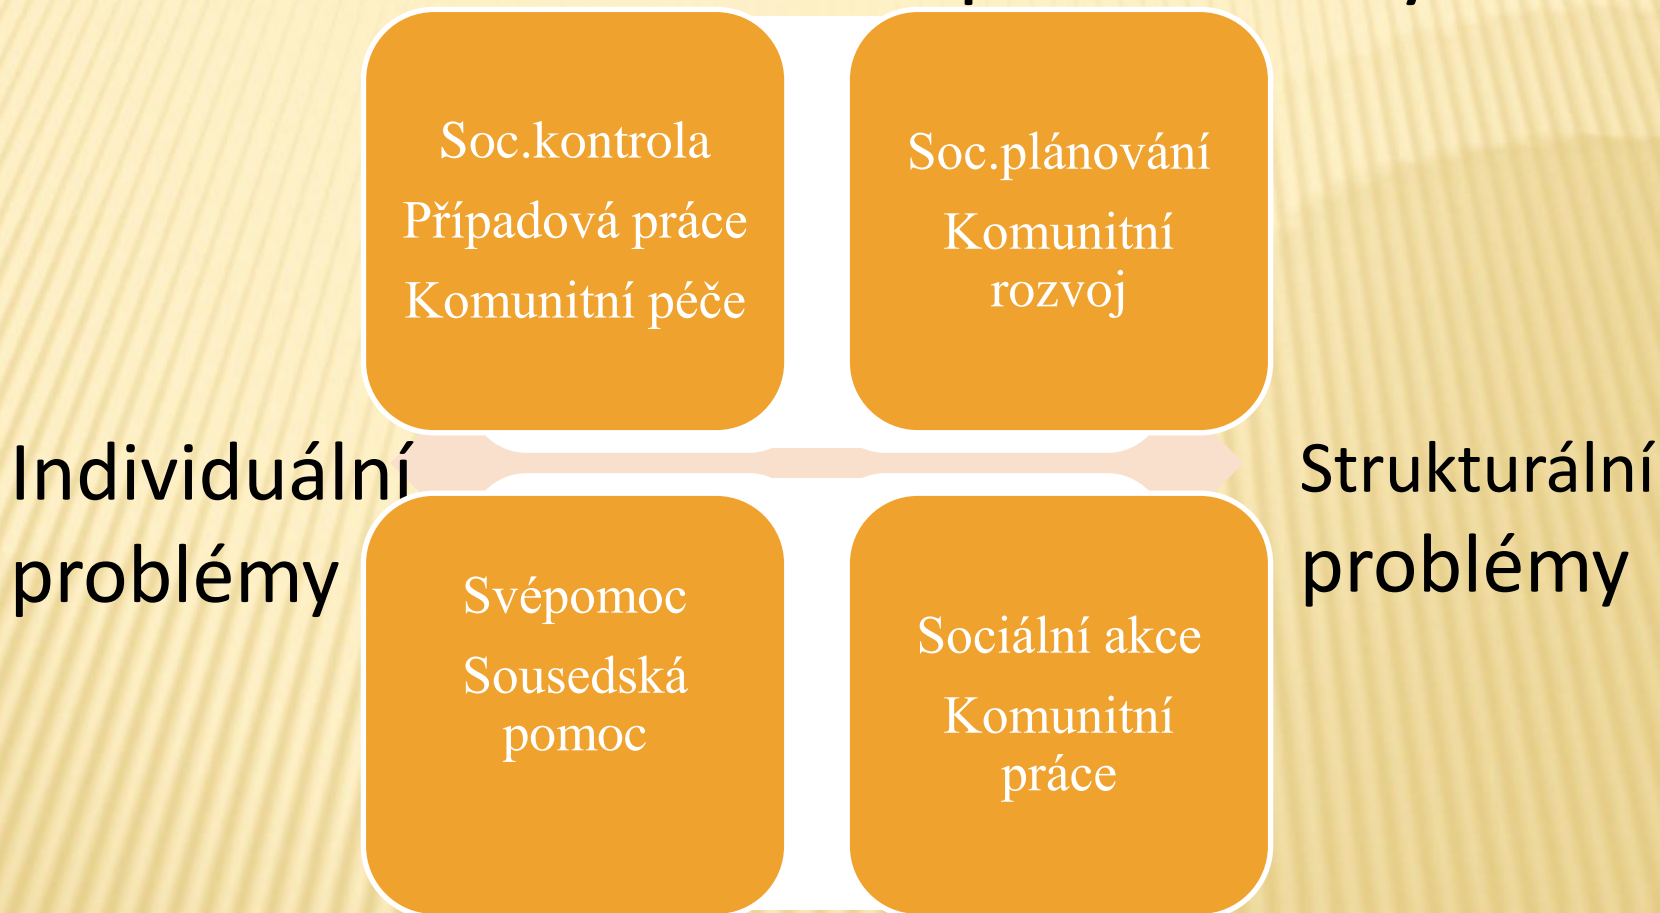 Soc.kontrola
Případová práce
Komunitní péče
Soc.plánování
Komunitní
rozvoj
Individuální
problémy
Strukturální
problémy
Svépomoc
Sousedská
pomoc
Sociální akce
Komunitní
práce